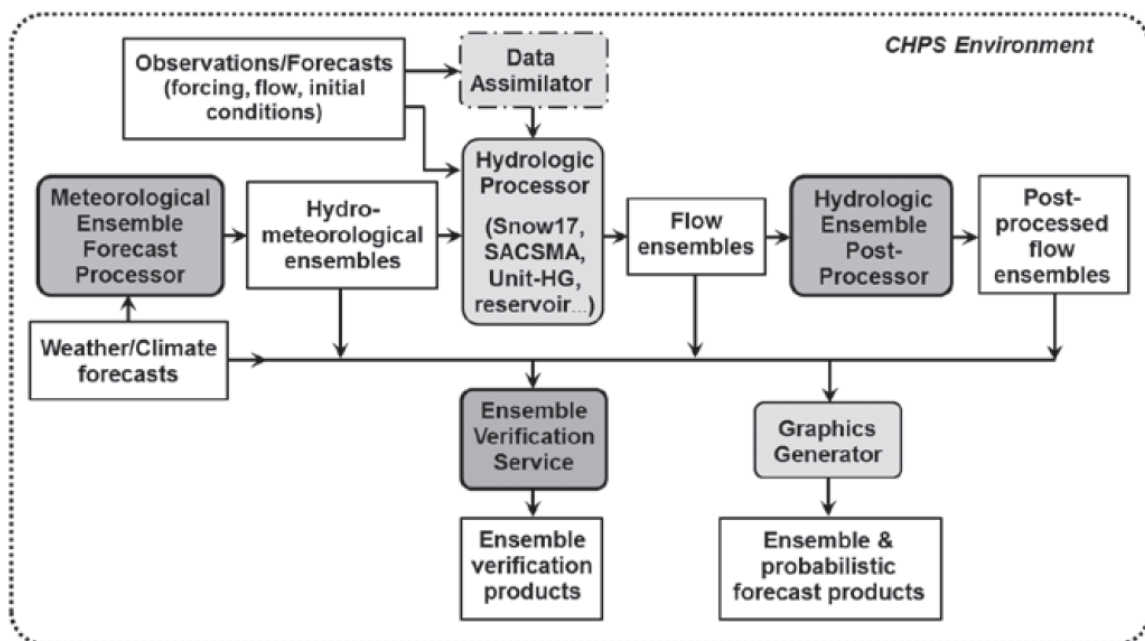 CHPS Environment
Observations/Forecasts
(forcing, flow, initial
conditions)
Data
Assimilator
Meteorological
Ensemble
Forecast
Processor
Hydro-
meteorological
ensembles
Hydrologic
Processor
(Snow17,
SACSMA,
Unit-HG,
reservoir...)
Flow
ensembles
Hydrologic
Ensemble
Post-
Processor
Post-
processed
flow
ensembles
Weather/Climate
forecasts
Ensemble
Verification
Service
Graphics
Generator
Ensemble
verification
products
Ensemble &
probabilistic
forecast products